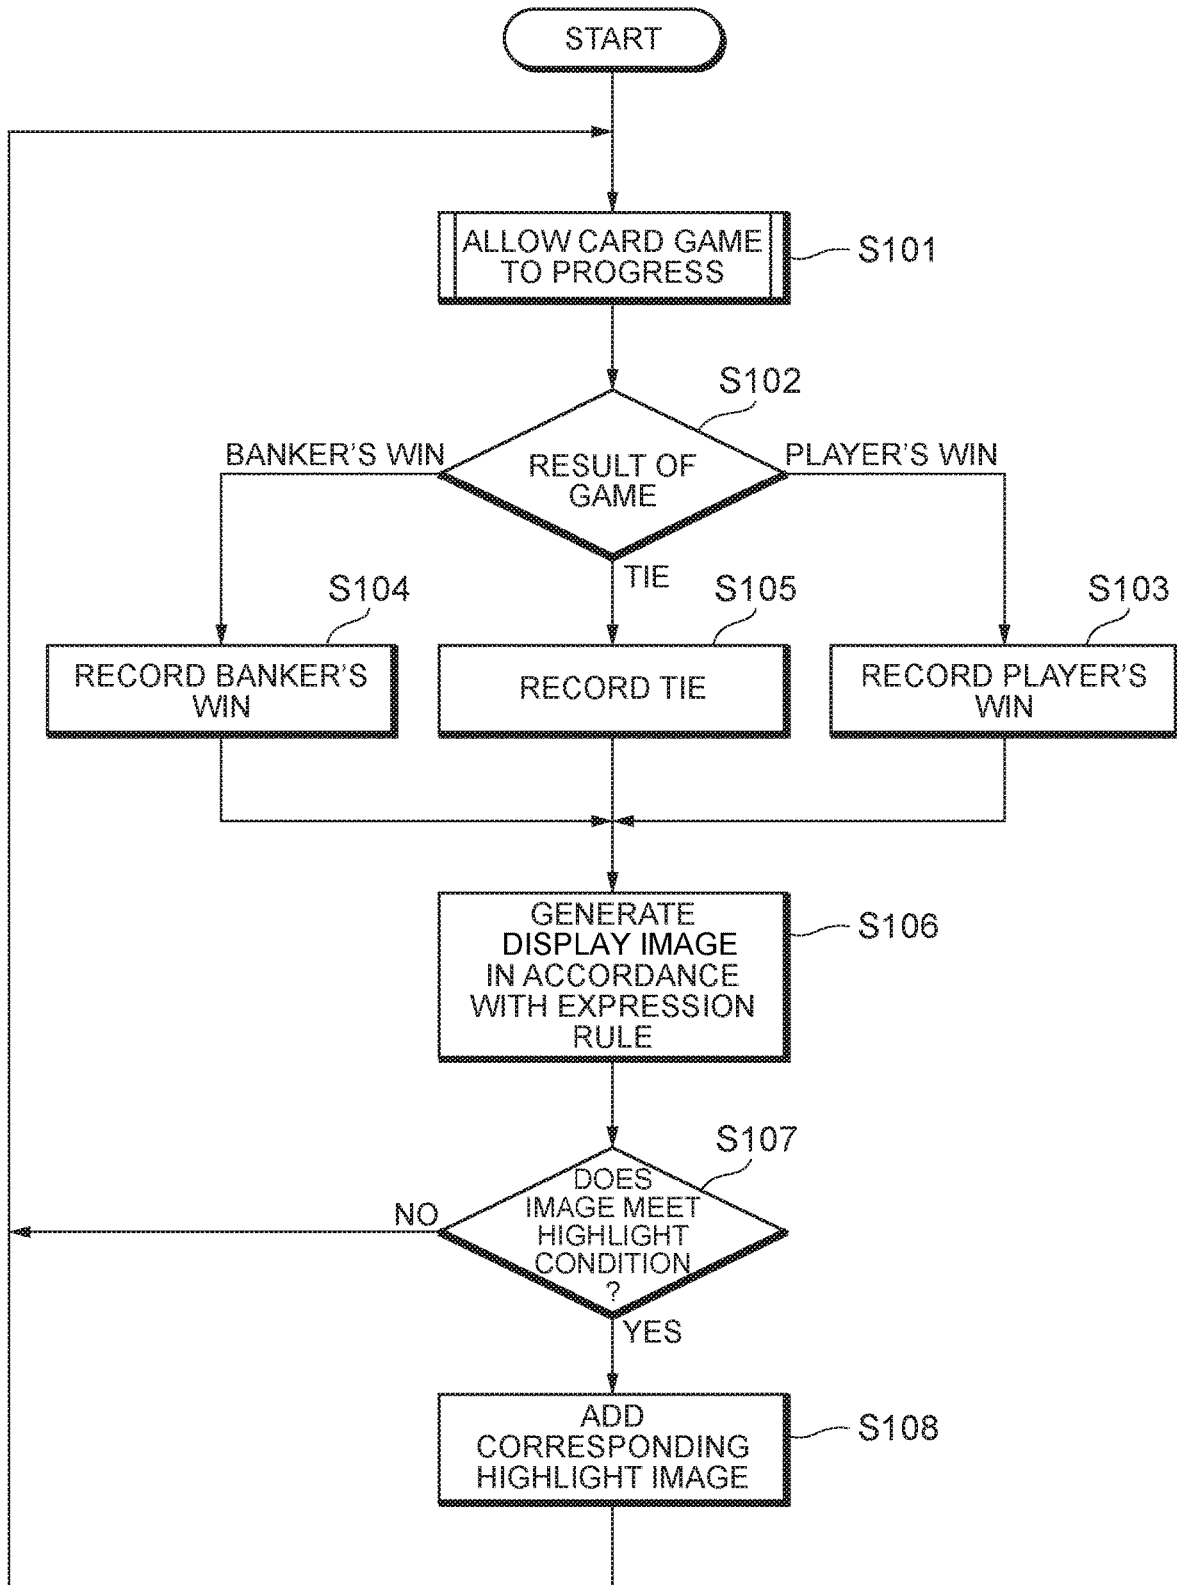 START
ALLOW CARD GAME
TO PROGRESS
S101
S102
BANKER'S WIN
RESULT OF
GAME
PLAYER'S WIN
TIE
S104
S105
S103
RECORD BANKER'S
WIN
RECORD TIE
RECORD PLAYER'S
WIN
GENERATE
DISPLAY IMAGE
IN ACCORDANCE
WITH EXPRESSION
RULE
S106
S107
DOES
IMAGE MEET
HIGHLIGHT
CONDITION
?
NO
YES
ADD
CORRESPONDING
HIGHLIGHT IMAGE
S108